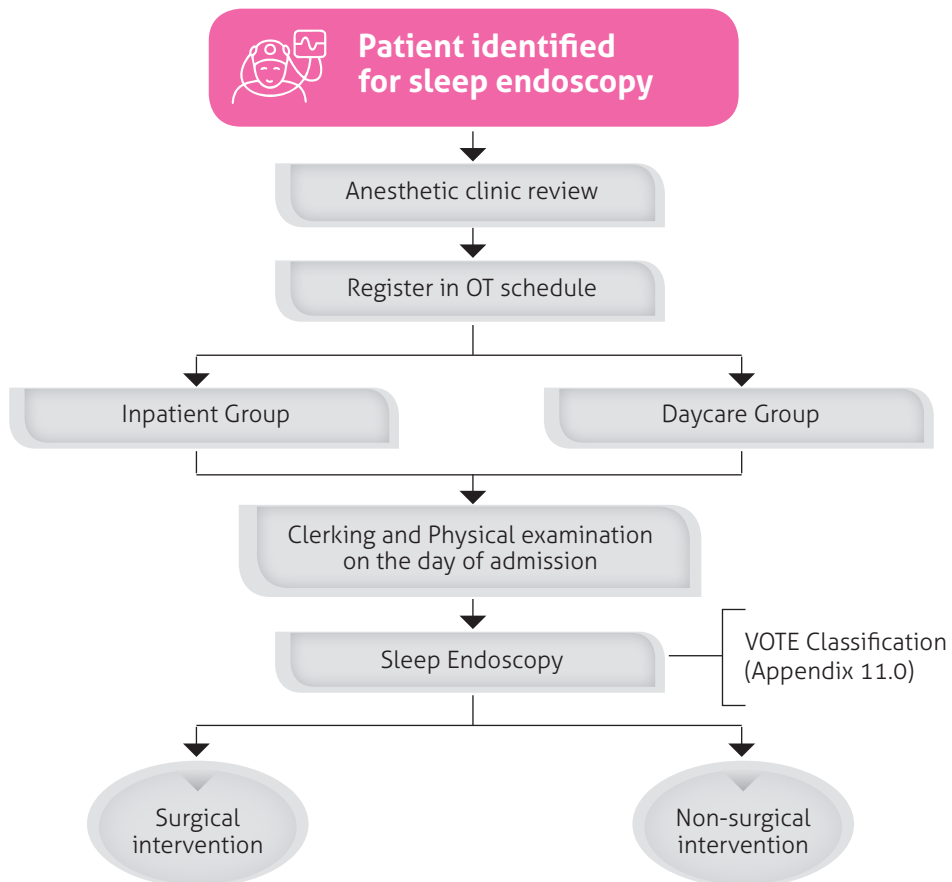 Patient identified
for sleep endoscopy
Anesthetic clinic review
Register in OT schedule
Inpatient Group
Daycare Group
Clerking and Physical examination
on the day of admission
Sleep Endoscopy
VOTE Classification
(Appendix 11.0)
Surgical
intervention
Non-surgical
intervention